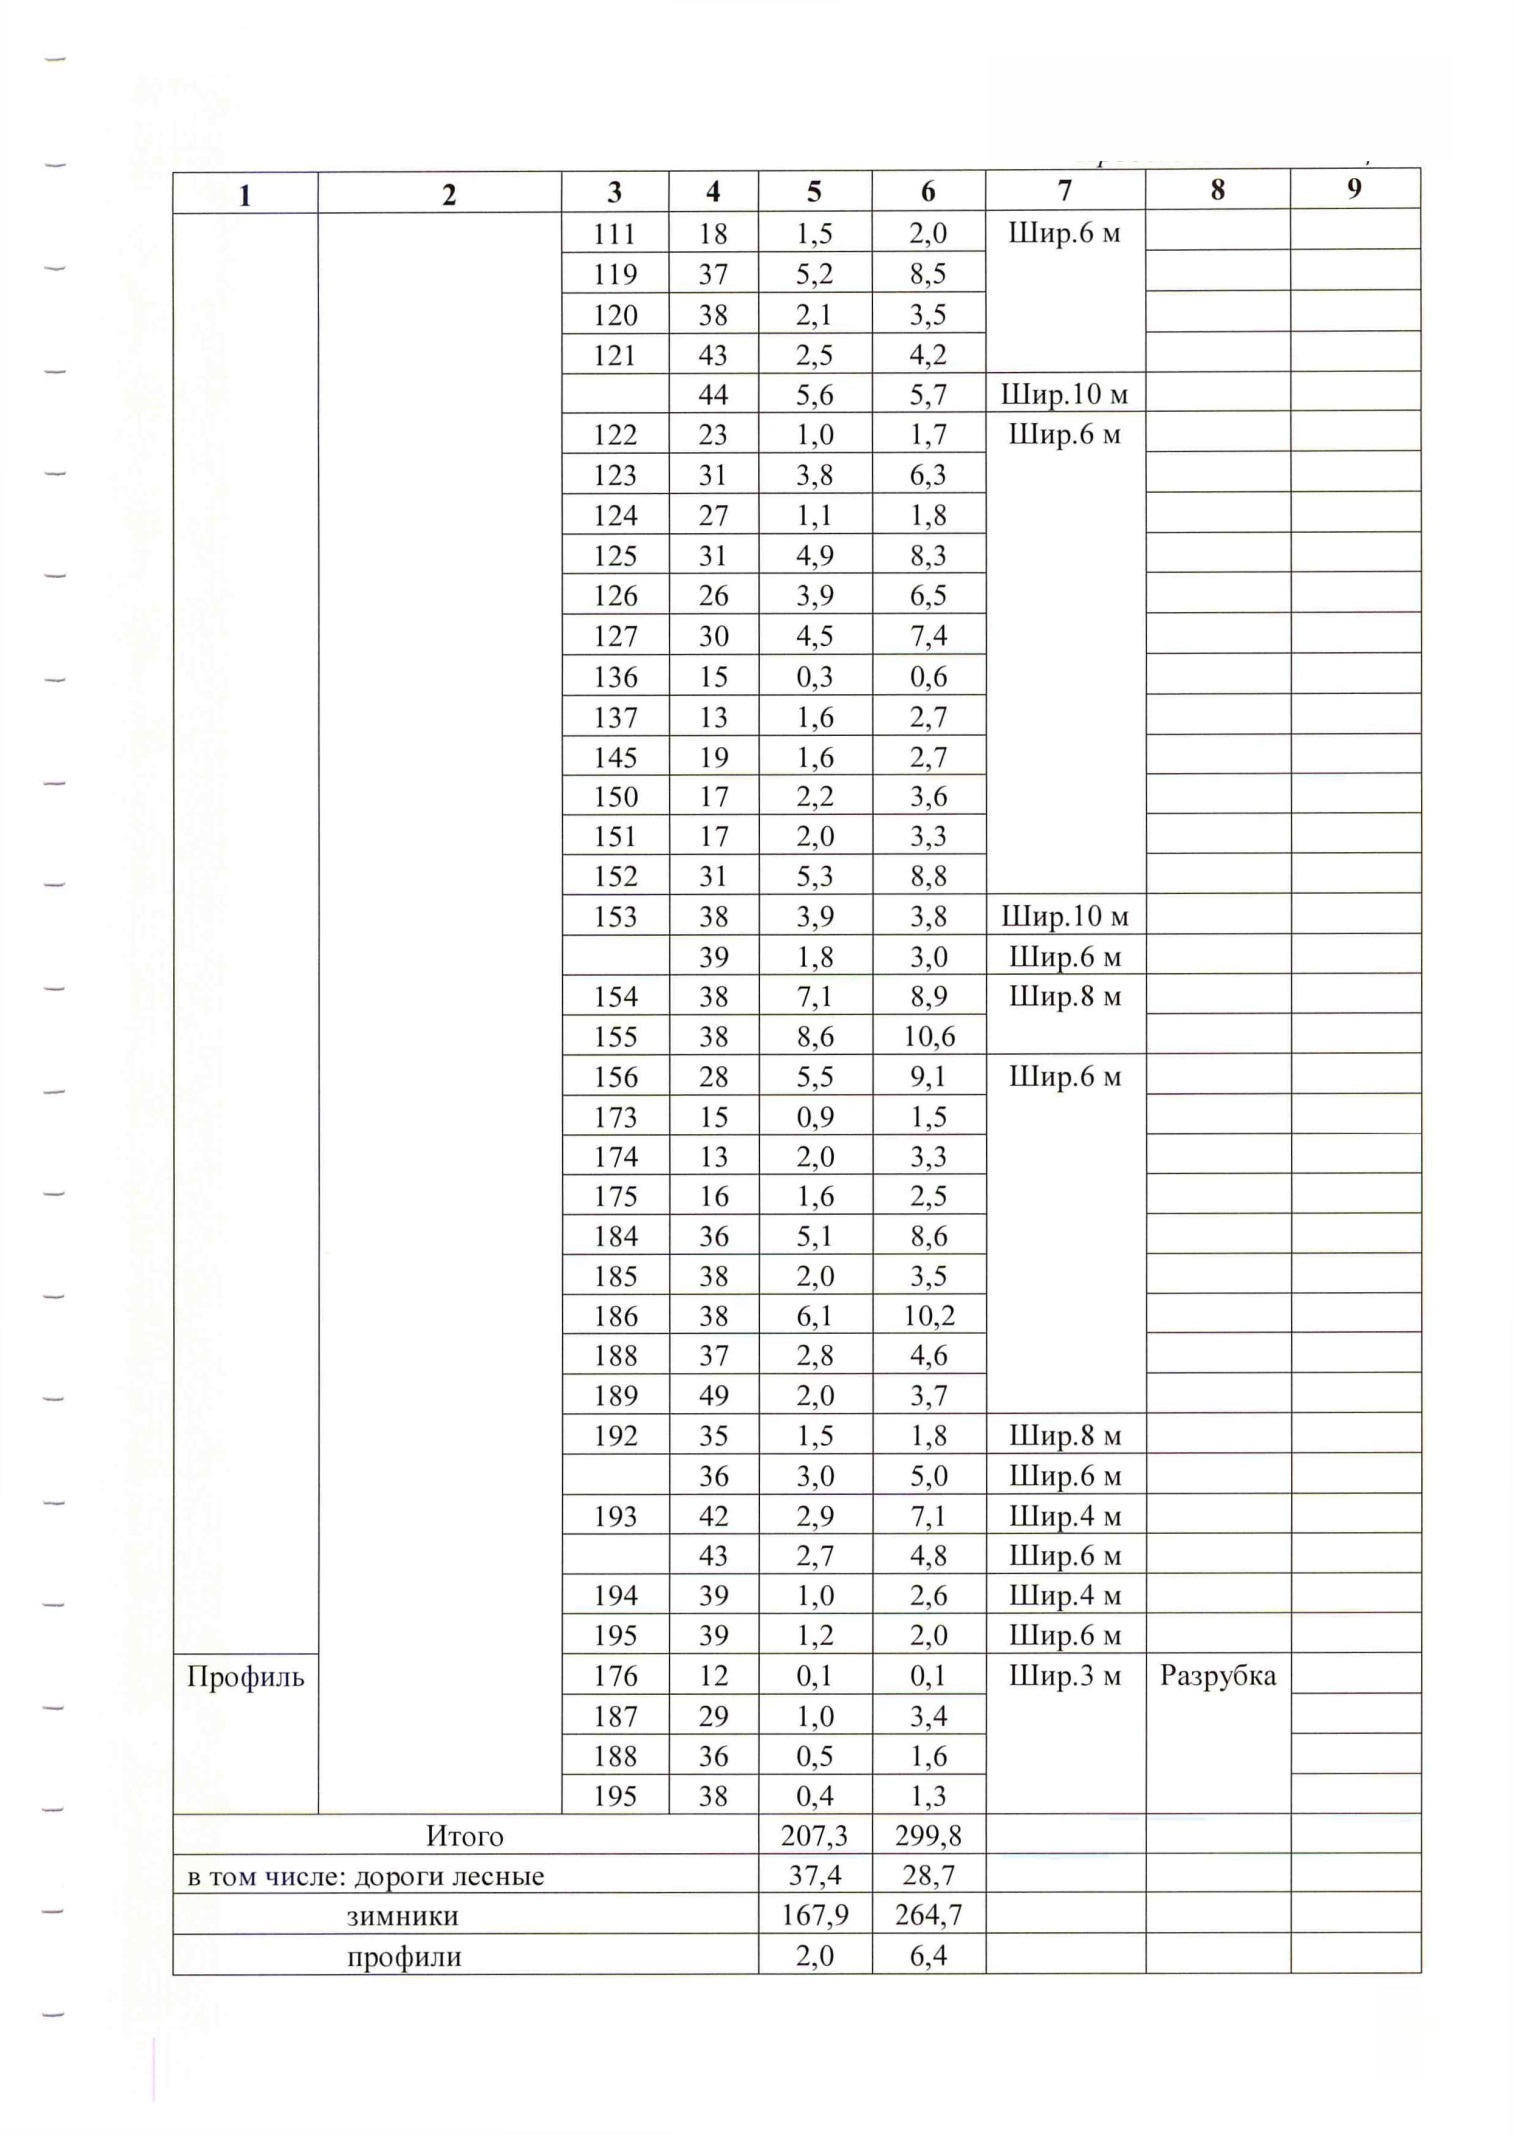 1 2 3 4 5 6 7 8 9
111 18 1,5 2,0 Шир.6 м
119 37 5,2 8,5
120 38 2,1 3,5
121 43 2,5 4,2
44 5,6 5,7 Шир.10 м
122 23 1,0 1,7 Шир.6 м
123 31 3,8 6,3
124 27 1,1 1,8
125 31 4,9 8,3
126 26 3,9 6,5
127 30 4,5 7,4
136 15 0,3 0,6
137 13 1,6 2,7
145 19 1,6 2,7
150 17 2,2 3,6
151 17 2,0 3,3
152 31 5,3 8,8
153 38 3,9 3,8 Шир.10 м
39 1,8 3,0 Шир.6 м
154 38 7,1 8,9 Шир.8 м
155 38 8,6 10,6
156 28 5,5 9,1 Шир.6 м
173 15 0,9 1,5
174 13 2,0 3,3
175 16 1,6 2,5
184 36 5,1 8,6
185 38 2,0 3,5
186 38 6,1 10,2
188 37 2,8 4,6
189 49 2,0 3,7
192 35 1,5 1,8 Шир.8 м
36 3,0 5,0 Шир.6 м
193 42 2,9 7,1 Шир.4 м
43 2,7 4,8 Шир.6 м
194 39 1,0 2,6 Шир.4 м
195 39 1,2 2,0 Шир.6 м
Профиль 176 12 0,1 0,1 Шир.3 м Разрубка
187 29 1,0 3,4
188 36 0,5 1,6
195 38 0,4 1,3
Итого 207,3 299,8
в том числе: дороги лесные 37,4 28,7
зимники 167,9 264,7
профили 2,0 6,4